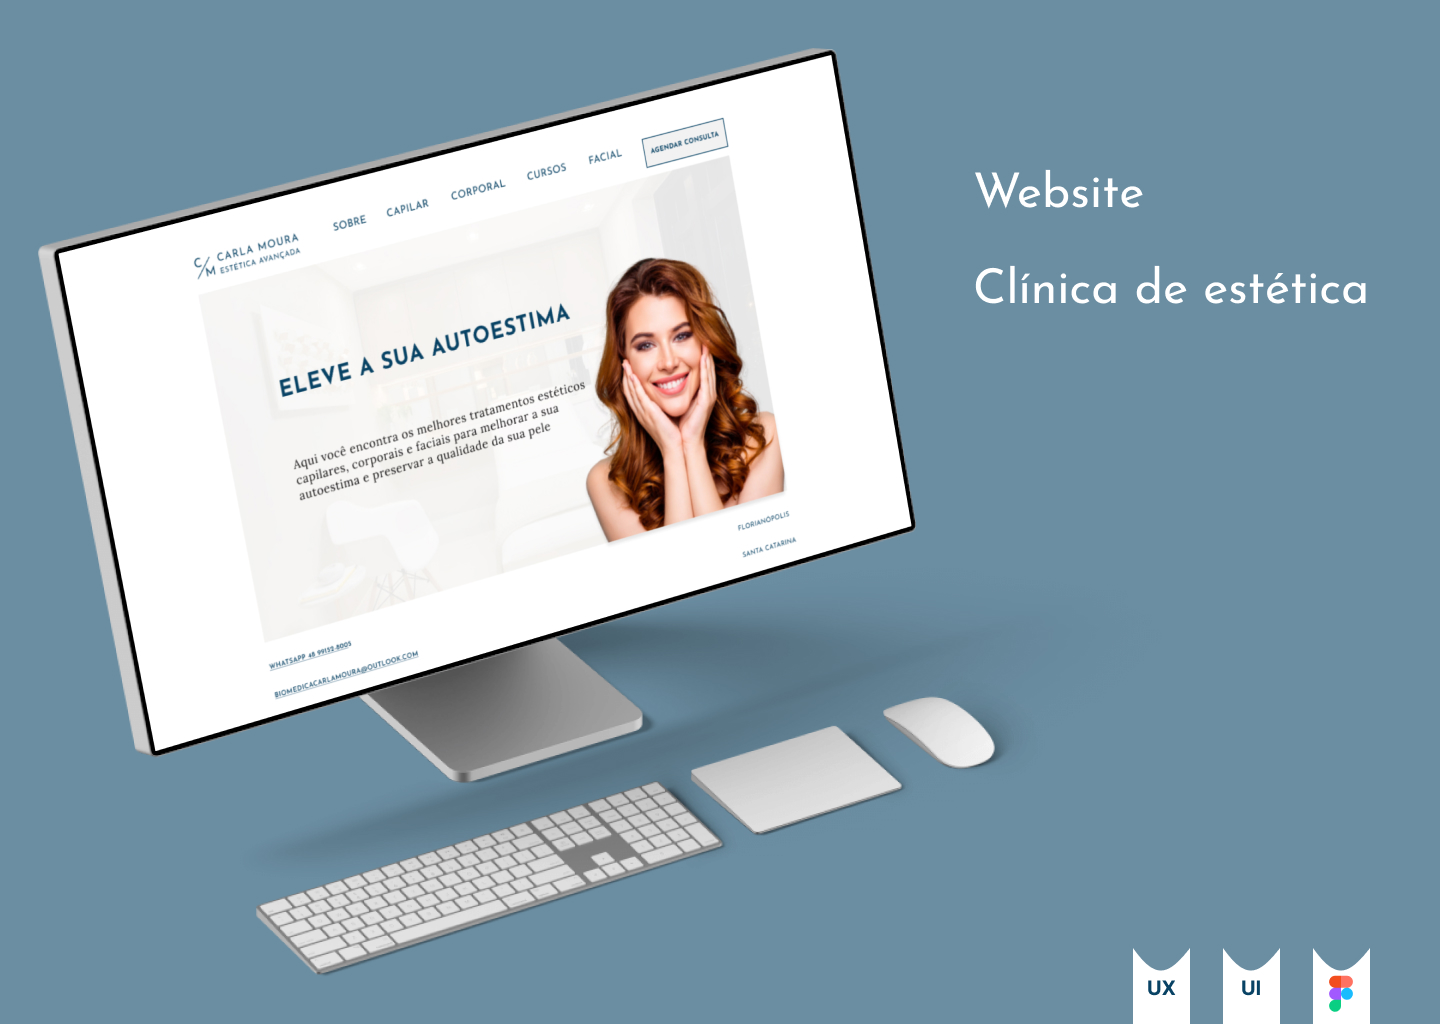 Website
Clínica de estética
C/M CARLA MOURA
ESTÉTICA AVANÇADA
SOBRE
CAPILAR
CORPORAL
CURSOS
FACIAL
AGENDAR CONSULTA
ELEVE A SUA AUTOESTIMA
Aqui você encontra os melhores tratamentos estéticos
capilares, corporais e faciais para melhorar a sua
autoestima e preservar a qualidade da sua pele
FLORIANÓPOLIS
SANTA CATARINA
WHATSAPP 48 99152-8005
BIOMEDICACARLAMOURA@OUTLOOK.COM
UX
UI